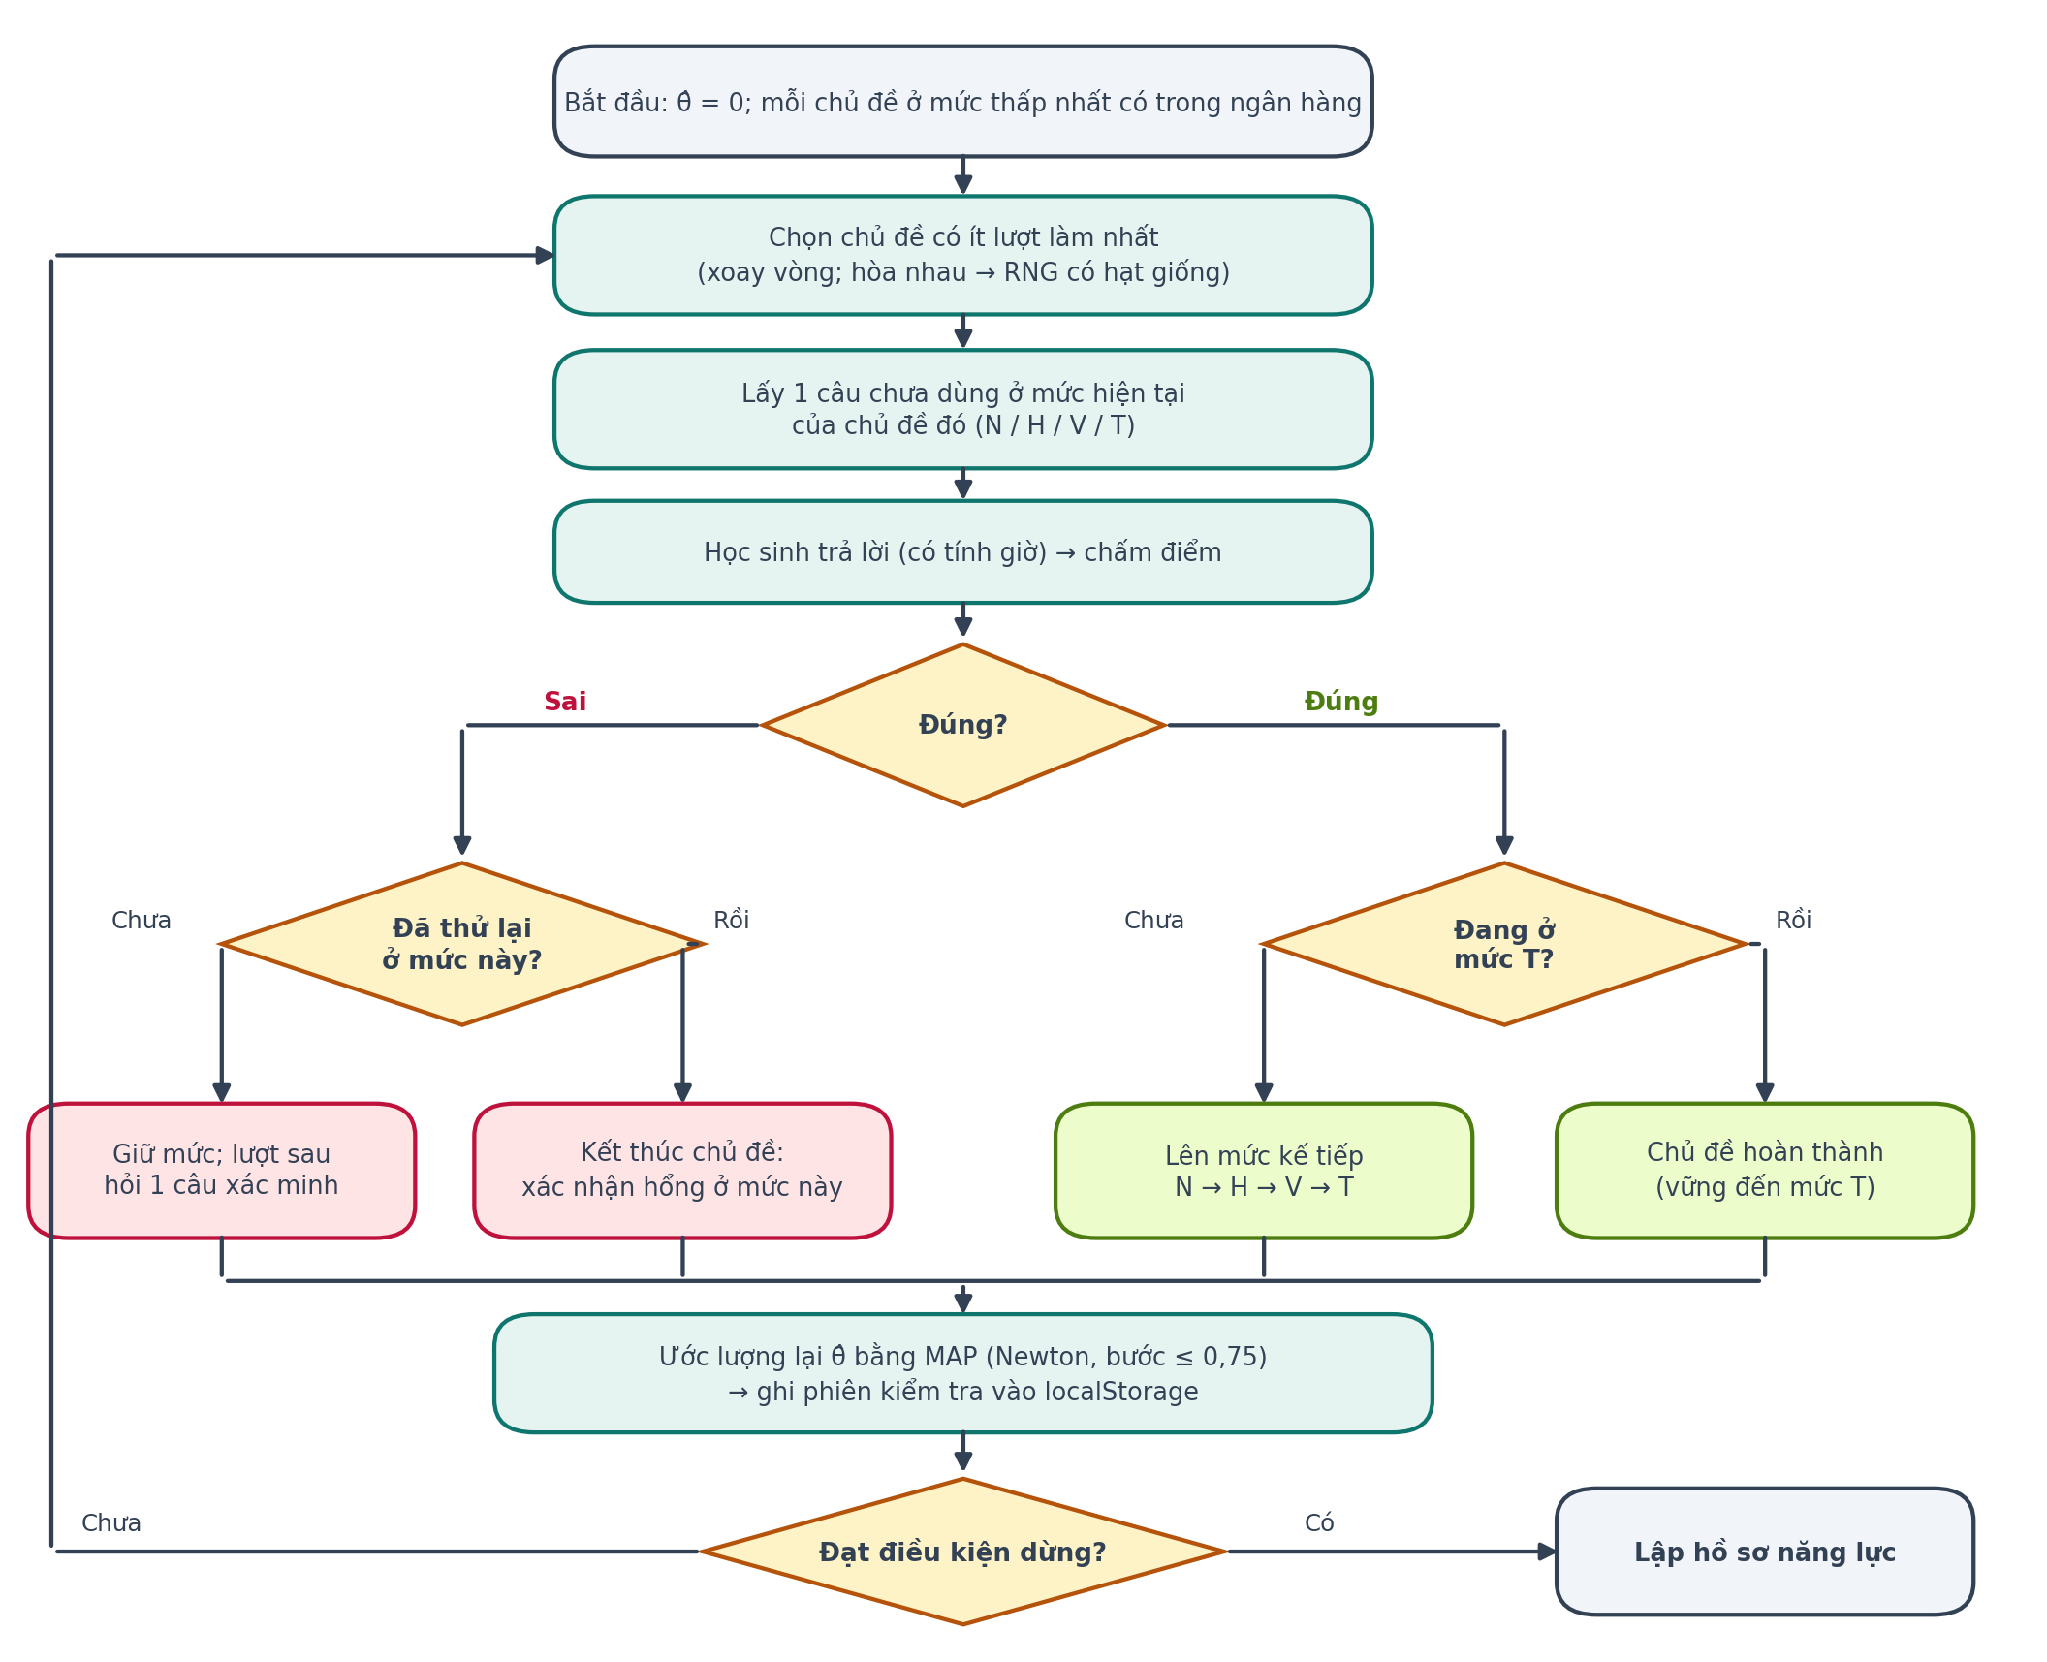 Bắt đầu: θ̂ = 0; mỗi chủ đề ở mức thấp nhất có trong ngân hàng
Chọn chủ đề có ít lượt làm nhất
(xoay vòng; hòa nhau → RNG có hạt giống)
Lấy 1 câu chưa dùng ở mức hiện tại
của chủ đề đó (N / H / V / T)
Học sinh trả lời (có tính giờ) → chấm điểm
Sai
Đúng?
Đúng
Chưa
Đã thử lại
ở mức này?
Rồi
Chưa
Đang ở
mức T?
Rồi
Giữ mức; lượt sau
hỏi 1 câu xác minh
Kết thúc chủ đề:
xác nhận hổng ở mức này
Lên mức kế tiếp
N → H → V → T
Chủ đề hoàn thành
(vững đến mức T)
Ước lượng lại θ̂ bằng MAP (Newton, bước ≤ 0,75)
→ ghi phiên kiểm tra vào localStorage
Chưa
Đạt điều kiện dừng?
Có
Lập hồ sơ năng lực